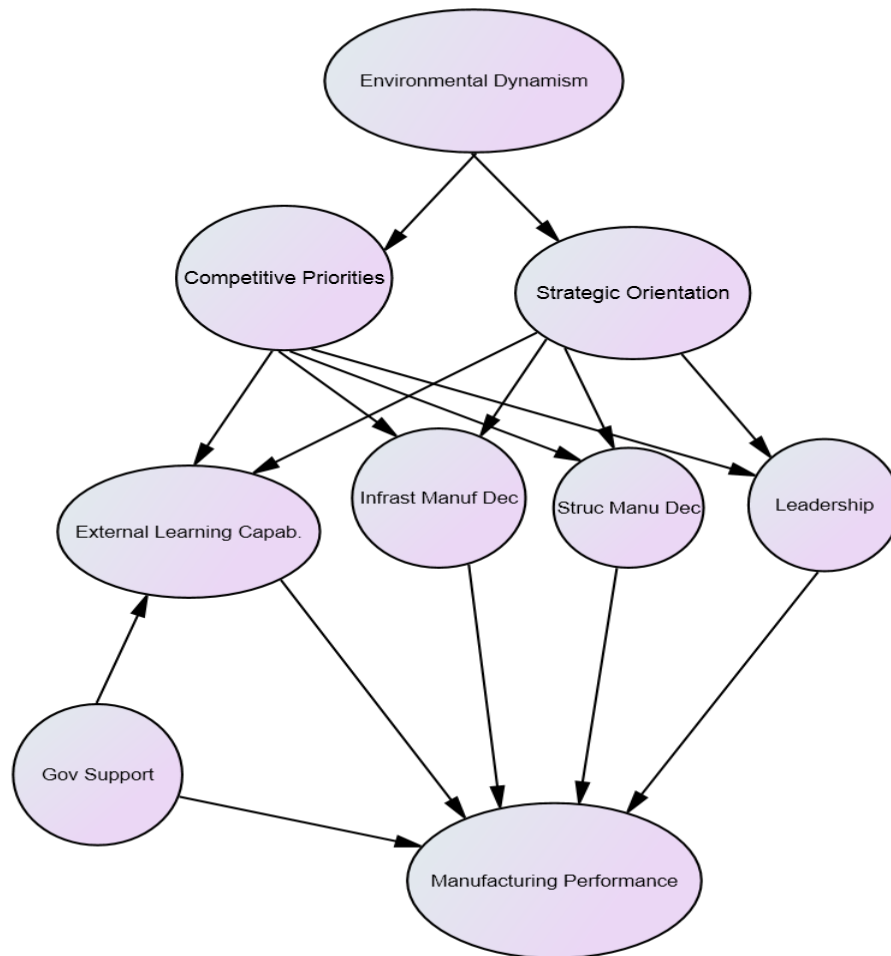 Environmental Dynamism
Competitive Priorities
Strategic Orientation
External Learning Capab.
Infrast Manuf Dec
Struc Manu Dec
Leadership
Gov Support
Manufacturing Performance